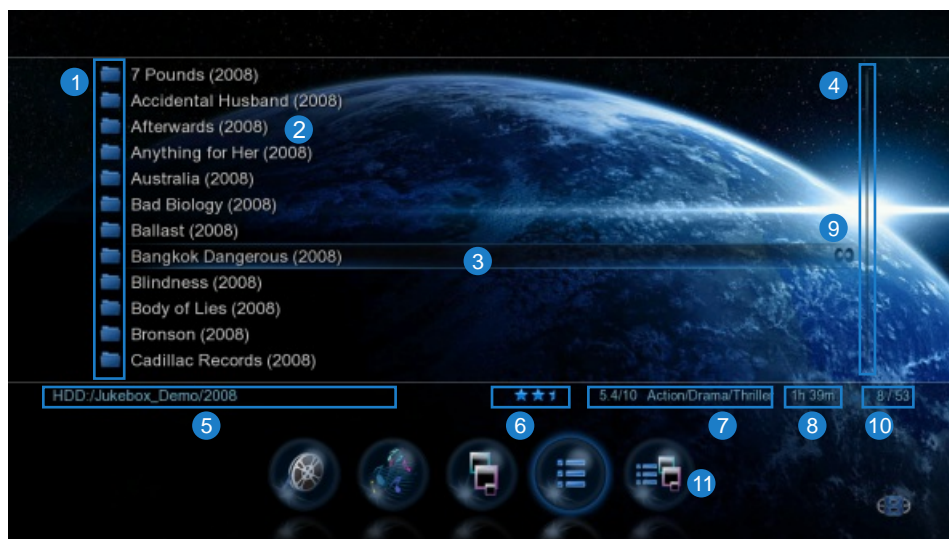 1
7 Pounds (2008)
4
Accidental Husband (2008)
Afterwards (2008)
2
Anything for Her (2008)
Australia (2008)
Bad Biology (2008)
9
Ballast (2008)
Bangkok Dangerous (2008)
3
Blindness (2008)
Body of Lies (2008)
Bronson (2008)
Cadillac Records (2008)
HDD:/Jukebox_Demo/2008
5.4/10 Action/Drama/Thrille
1h 39m
8 / 53
5
6
7
8
10
11